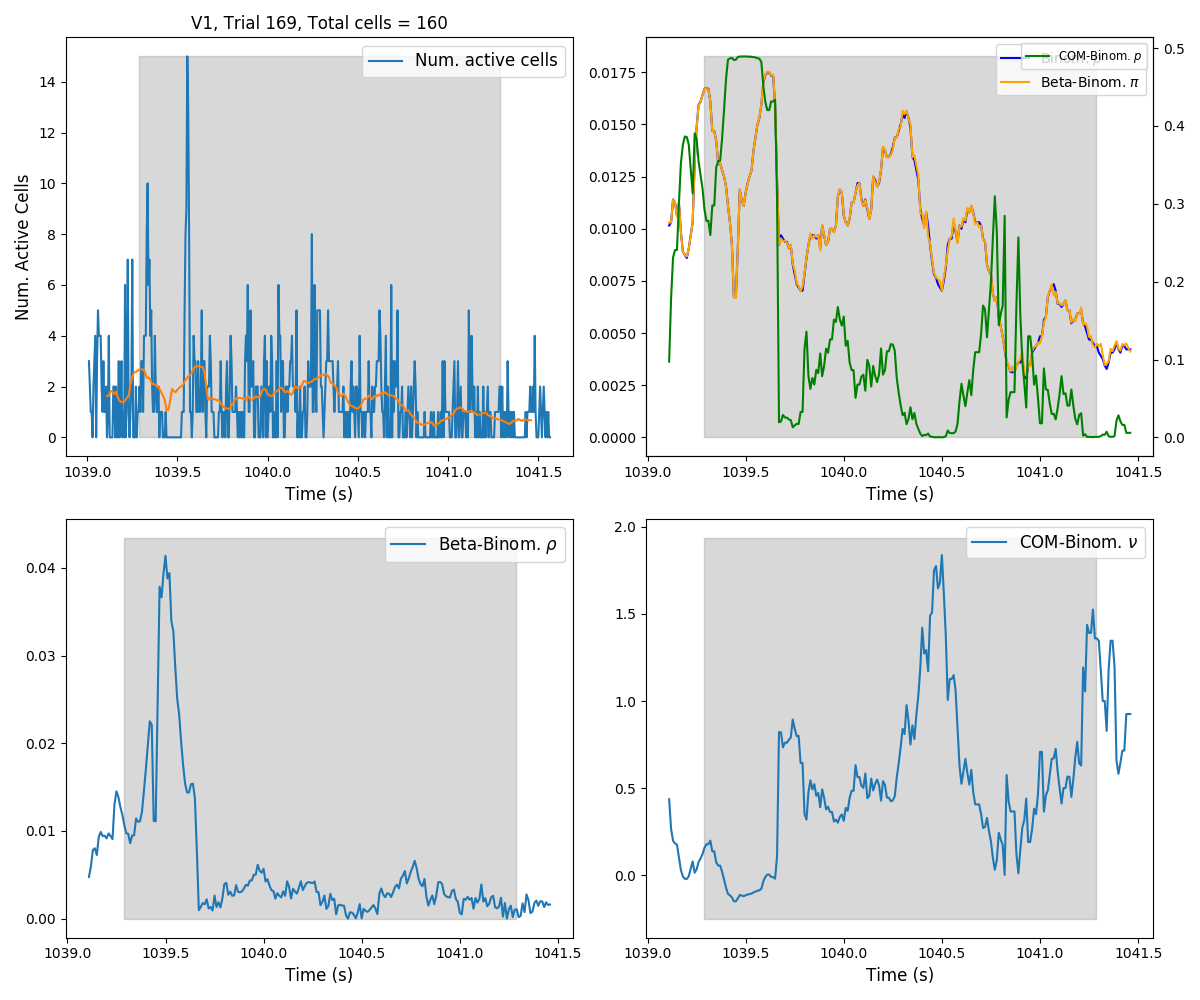 V1, Trial 169, Total cells = 160
Num. active cells
Num. Active Cells
14
12
10
8
6
4
2
0
1039.0 1039.5 1040.0 1040.5 1041.0 1041.5
Time (s)
COM-Binom. p
Beta-Binom. π
0.0175
0.0150
0.0125
0.0100
0.0075
0.0050
0.0025
0.0000
0.5
0.4
0.3
0.2
0.1
0.0
1039.0 1039.5 1040.0 1040.5 1041.0 1041.5
Time (s)
Beta-Binom. ρ
0.04
0.03
0.02
0.01
0.00
1039.0 1039.5 1040.0 1040.5 1041.0 1041.5
Time (s)
COM-Binom. ν
2.0
1.5
1.0
0.5
0.0
1039.0 1039.5 1040.0 1040.5 1041.0 1041.5
Time (s)